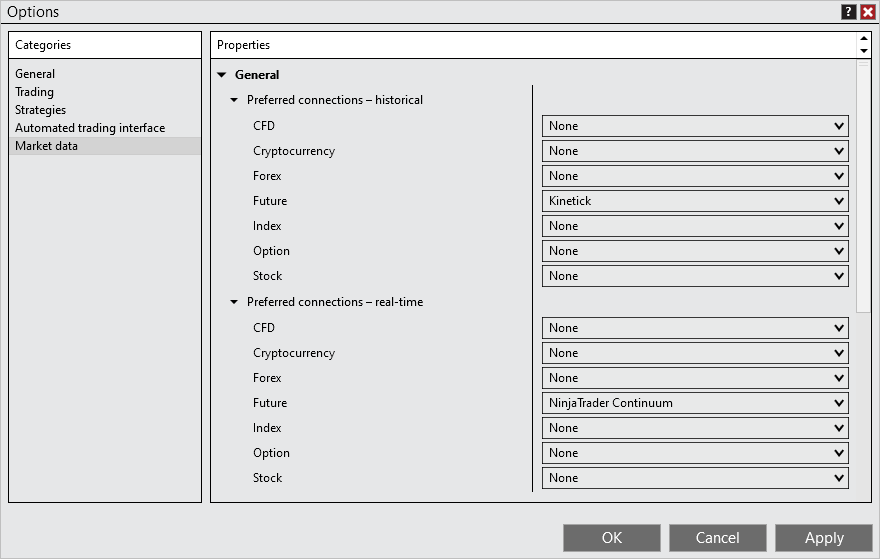 Options
?
Categories
Properties
General
Trading
Strategies
Automated trading interface
Market data
General
Preferred connections – historical
CFD None
Cryptocurrency None
Forex None
Future Kinetick
Index None
Option None
Stock None
Preferred connections – real-time
CFD None
Cryptocurrency None
Forex None
Future NinjaTrader Continuum
Index None
Option None
Stock None
OK Cancel Apply